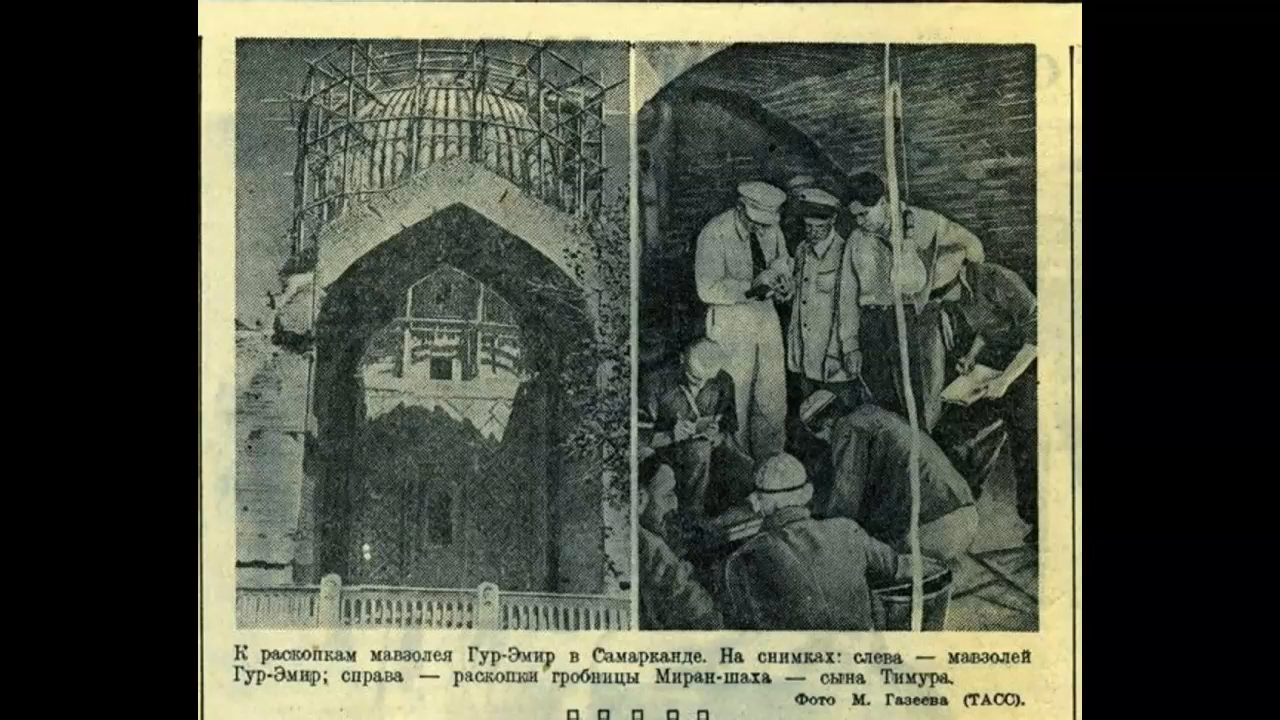 К раскопкам мавзолея Гур-Эмир в Самарканде. На снимках: слева — мавзолей
Гур-Эмир; справа — раскопки гробницы Миран-шаха — сына Тимура.
Фото М. Газеева (ТАСС).